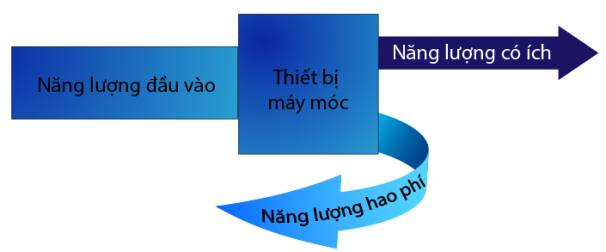 Năng lượng đầu vào
Thiết bị
máy móc
Năng lượng có ích
Năng lượng hao phí